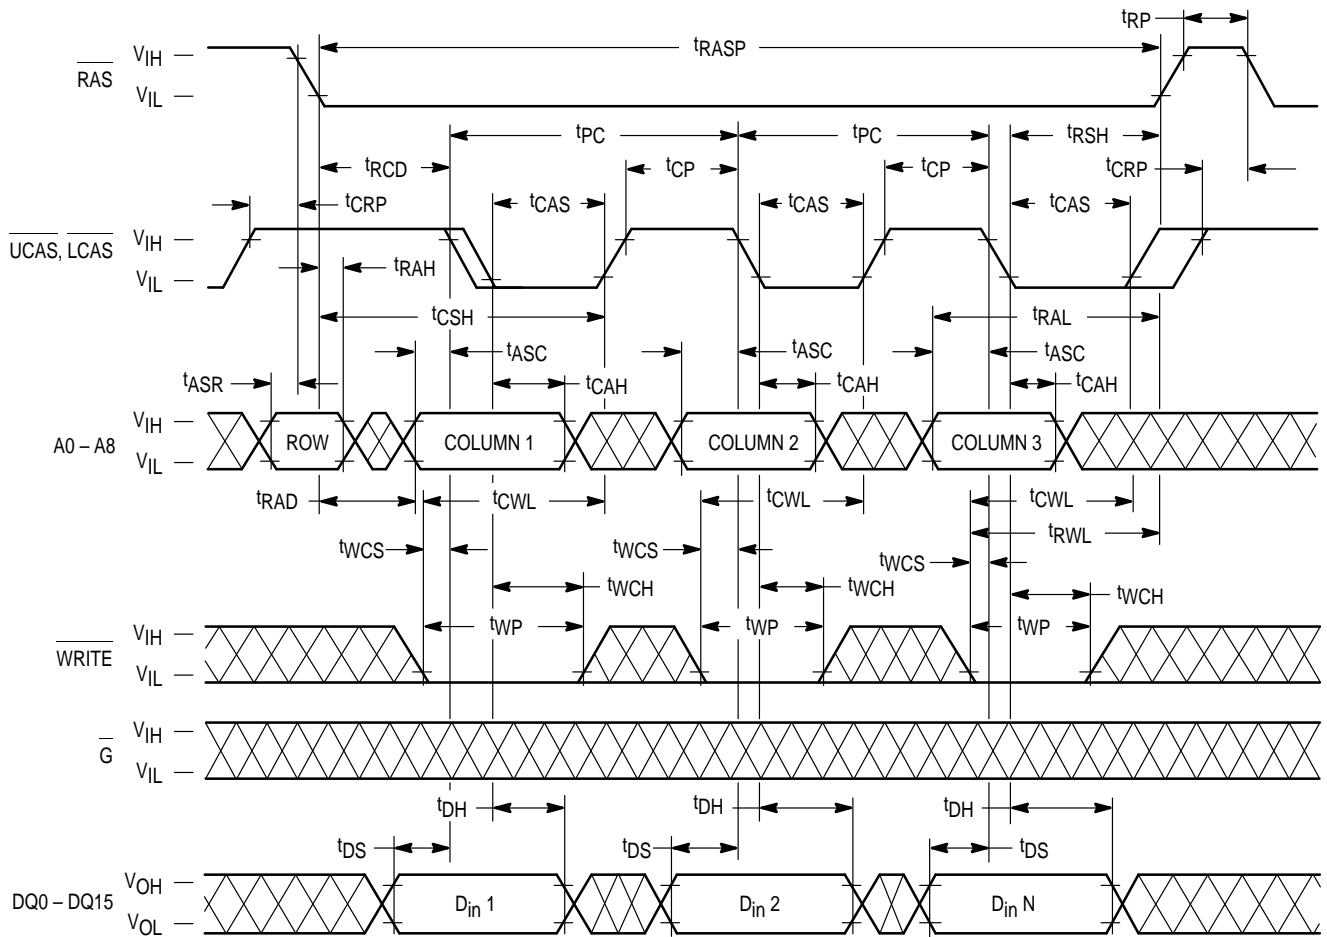 tRP
tRASP
RAS
VIH
VIL
tPC
tPC
tRSH
tRCD
tCP
tCP
tCRP
tCRP
tCAS
tCAS
tCAS
UCAS, LCAS
VIH
VIL
tRAH
tCSH
tRAL
tASC
tASC
tASC
tASR
tCAH
tCAH
tCAH
A0 – A8
VIH
VIL
ROW
COLUMN 1
COLUMN 2
COLUMN 3
tRAD
tCWL
tCWL
tCWL
tRWL
tWCS
tWCS
tWCS
tWCH
tWCH
tWCH
tWP
tWP
tWP
WRITE
VIH
VIL
G
VIH
VIL
tDH
tDH
tDH
tDS
tDS
tDS
DQ0 – DQ15
VOH
VOL
Din 1
Din 2
Din N